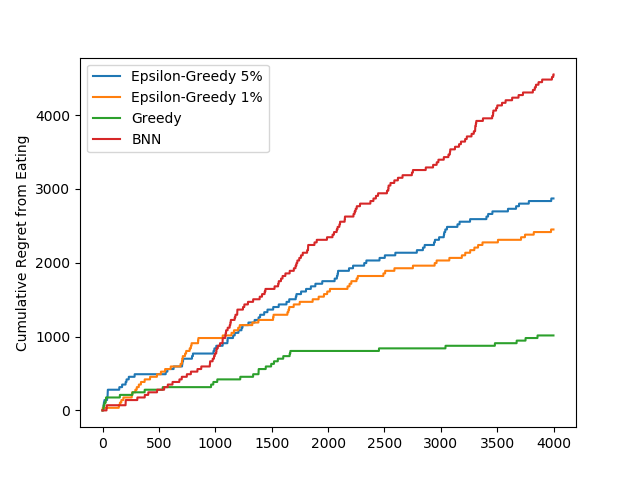 Epsilon-Greedy 5%
Epsilon-Greedy 1%
Greedy
BNN
Cumulative Regret from Eating
4000
3000
2000
1000
0
0 500 1000 1500 2000 2500 3000 3500 4000